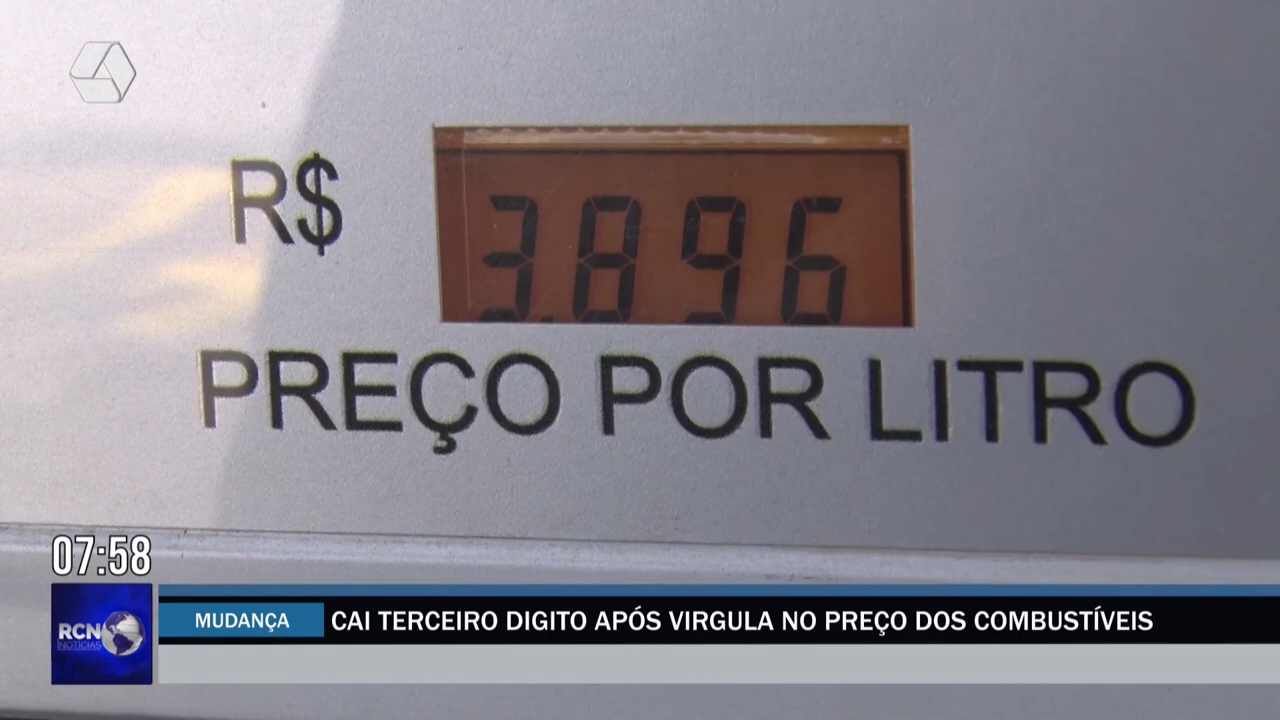 R$ 3.896
PREÇO POR LITRO
07:58
RCN
NOTÍCIAS
MUDANÇA
CAI TERCEIRO DIGITO APÓS VIRGULA NO PREÇO DOS COMBUSTÍVEIS